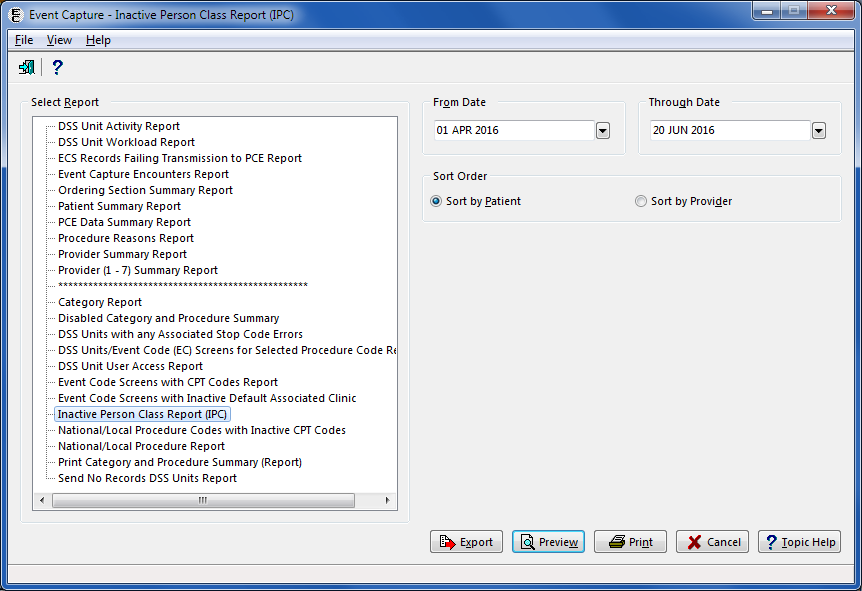 Event Capture - Inactive Person Class Report (IPC)
File View Help
Select Report
DSS Unit Activity Report
DSS Unit Workload Report
ECS Records Failing Transmission to PCE Report
Event Capture Encounters Report
Ordering Section Summary Report
Patient Summary Report
PCE Data Summary Report
Procedure Reasons Report
Provider Summary Report
Provider (1 - 7) Summary Report
**************************************************
Category Report
Disabled Category and Procedure Summary
DSS Units with any Associated Stop Code Errors
DSS Units/Event Code (EC) Screens for Selected Procedure Code Re
DSS Unit User Access Report
Event Code Screens with CPT Codes Report
Event Code Screens with Inactive Default Associated Clinic
Inactive Person Class Report (IPC)
National/Local Procedure Codes with Inactive CPT Codes
National/Local Procedure Report
Print Category and Procedure Summary (Report)
Send No Records DSS Units Report
From Date
01 APR 2016
Through Date
20 JUN 2016
Sort Order
Sort by Patient
Sort by Provider
Export
Preview
Print
Cancel
Topic Help